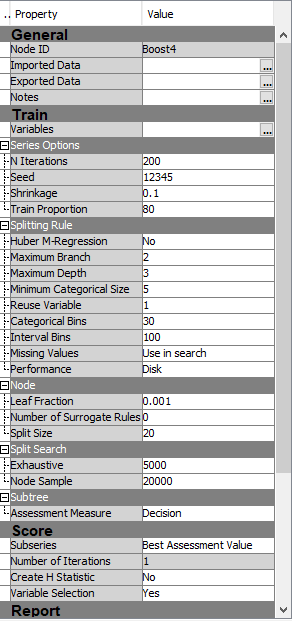 .. Property Value
General
Node ID Boost4
Imported Data ...
Exported Data ...
Notes ...
Train
Variables ...
Series Options
N Iterations 200
Seed 12345
Shrinkage 0.1
Train Proportion 80
Splitting Rule
Huber M-Regression No
Maximum Branch 2
Maximum Depth 3
Minimum Categorical Size 5
Reuse Variable 1
Categorical Bins 30
Interval Bins 100
Missing Values Use in search
Performance Disk
Node
Leaf Fraction 0.001
Number of Surrogate Rules 0
Split Size 20
Split Search
Exhaustive 5000
Node Sample 20000
Subtree
Assessment Measure Decision
Score
Subseries Best Assessment Value
Number of Iterations 1
Create H Statistic No
Variable Selection Yes
Report